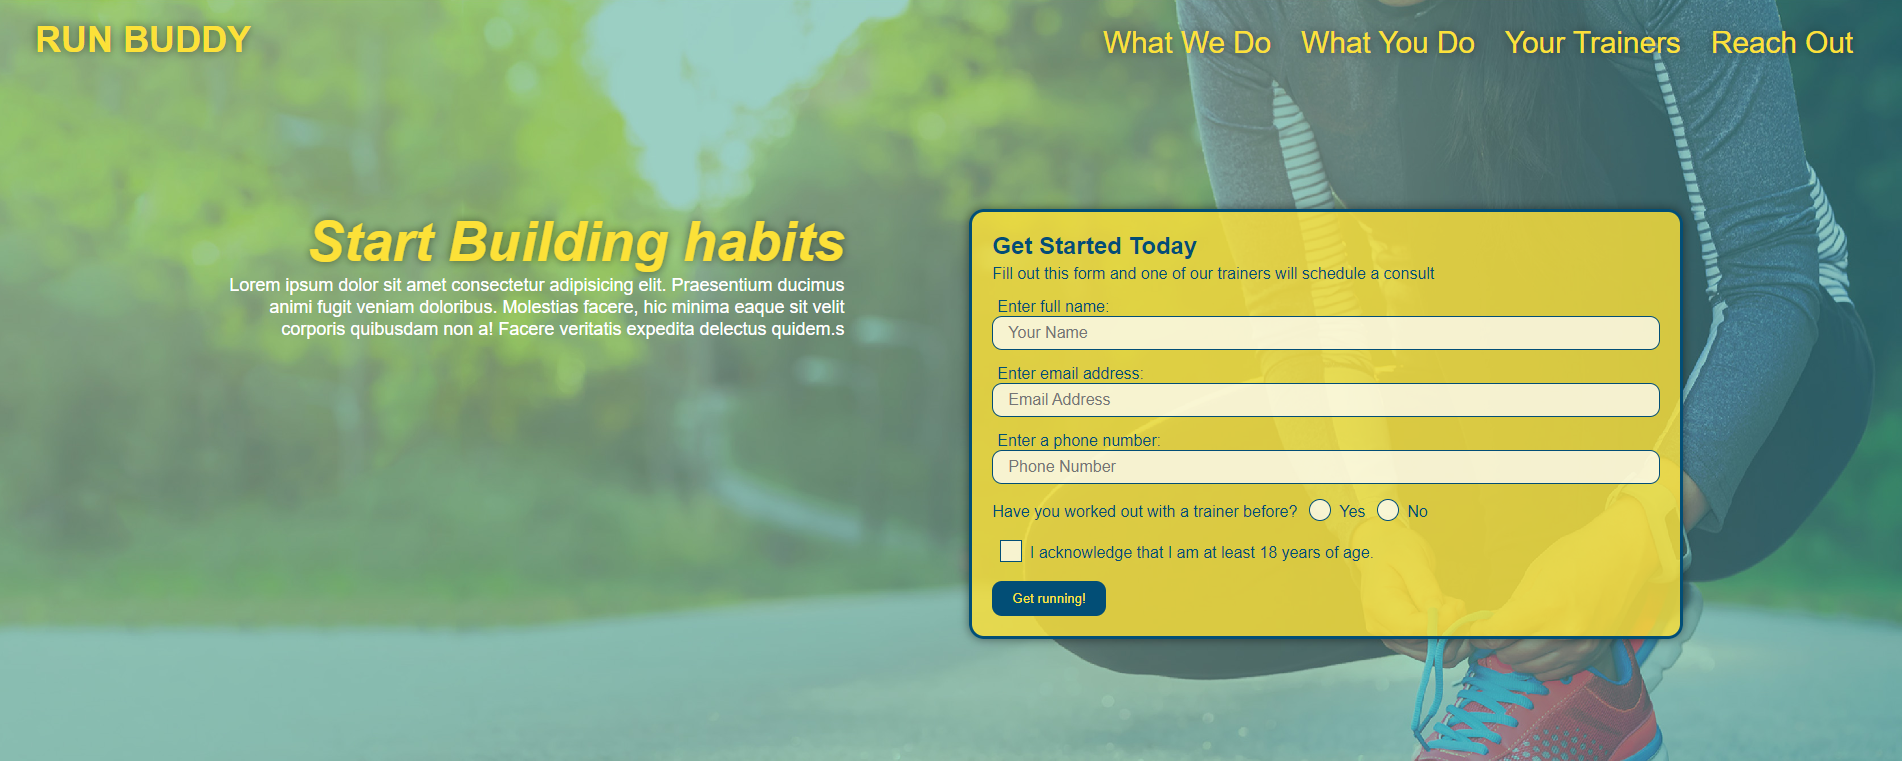 RUN BUDDY
What We Do What You Do Your Trainers Reach Out
Start Building habits
Lorem ipsum dolor sit amet consectetur adipisicing elit. Praesentium ducimus
animi fugit veniam doloribus. Molestias facere, hic minima eaque sit velit
corporis quibusdam non a! Facere veritatis expedita delectus quidem.s
Get Started Today
Fill out this form and one of our trainers will schedule a consult
Enter full name:
Your Name
Enter email address:
Email Address
Enter a phone number:
Phone Number
Have you worked out with a trainer before? Yes No
I acknowledge that I am at least 18 years of age.
Get running!